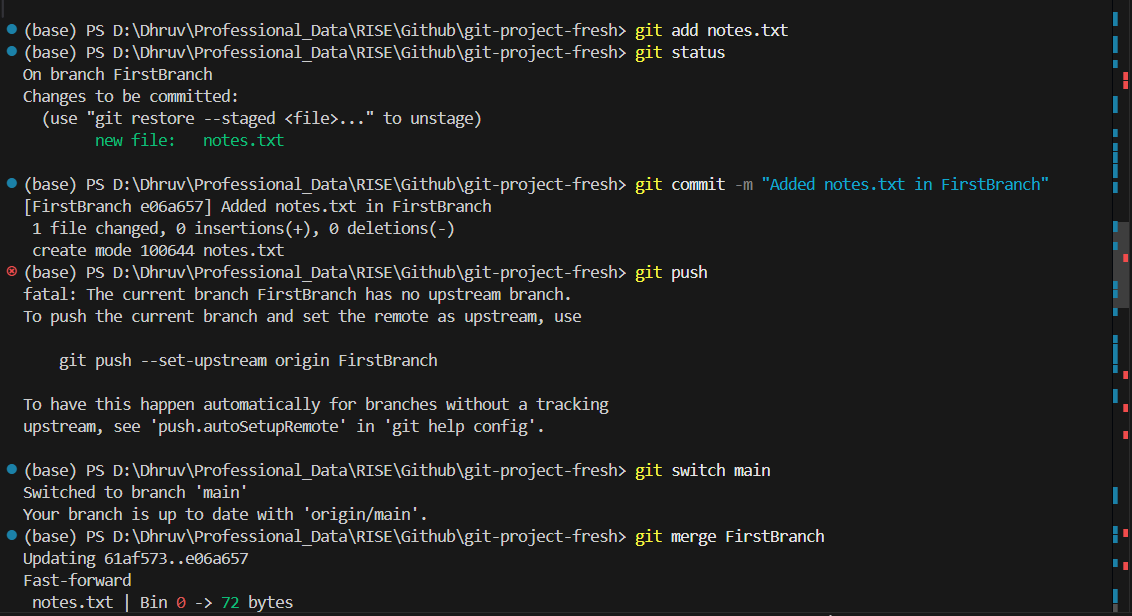 (base) PS D:\Dhruv\Professional_Data\RISE\Github\git-project-fresh> git add notes.txt
(base) PS D:\Dhruv\Professional_Data\RISE\Github\git-project-fresh> git status
On branch FirstBranch
Changes to be committed:
  (use "git restore --staged <file>..." to unstage)
        new file:   notes.txt

(base) PS D:\Dhruv\Professional_Data\RISE\Github\git-project-fresh> git commit -m "Added notes.txt in FirstBranch"
[FirstBranch e06a657] Added notes.txt in FirstBranch
 1 file changed, 0 insertions(+), 0 deletions(-)
 create mode 100644 notes.txt
(base) PS D:\Dhruv\Professional_Data\RISE\Github\git-project-fresh> git push
fatal: The current branch FirstBranch has no upstream branch.
To push the current branch and set the remote as upstream, use

    git push --set-upstream origin FirstBranch

To have this happen automatically for branches without a tracking
upstream, see 'push.autoSetupRemote' in 'git help config'.

(base) PS D:\Dhruv\Professional_Data\RISE\Github\git-project-fresh> git switch main
Switched to branch 'main'
Your branch is up to date with 'origin/main'.
(base) PS D:\Dhruv\Professional_Data\RISE\Github\git-project-fresh> git merge FirstBranch
Updating 61af573..e06a657
Fast-forward
 notes.txt | Bin 0 -> 72 bytes